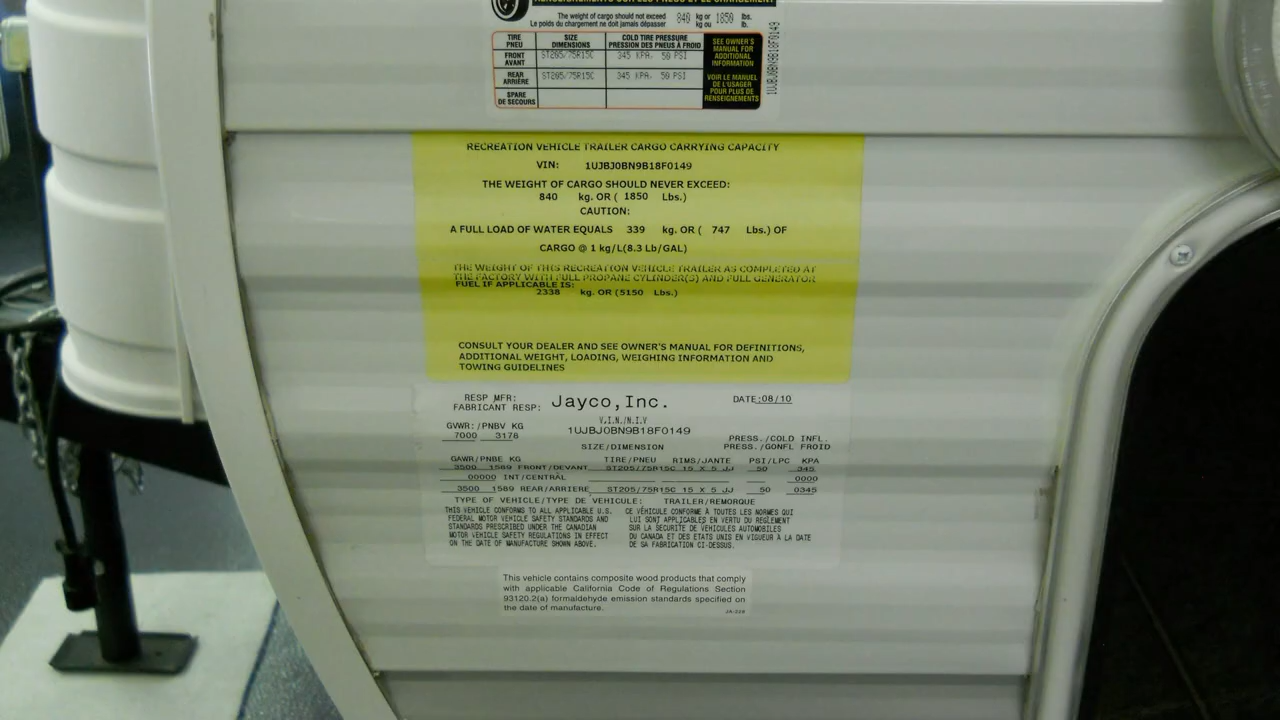 The weight of cargo should not exceed 840 kg or 1850 lbs.
Le poids du chargement ne doit jamais dépasser kg ou lb.
TIRE PNEU SIZE DIMENSIONS COLD TIRE PRESSURE PRESSION DES PNEUS À FROID
FRONT AVANT ST205/75R15C 345 KPA, 50 PSI
REAR ARRIÈRE ST205/75R15C 345 KPA, 50 PSI
SPARE DE SECOURS
SEE OWNER'S
MANUAL FOR
ADDITIONAL
INFORMATION
VOIR LE MANUEL
DE L'USAGER
POUR PLUS DE
RENSEIGNEMENTS
1UJBJ0BN9B18F0149
RECREATION VEHICLE TRAILER CARGO CARRYING CAPACITY
VIN: 1UJBJ0BN9B18F0149
THE WEIGHT OF CARGO SHOULD NEVER EXCEED:
840 kg. OR ( 1850 Lbs.)
CAUTION:
A FULL LOAD OF WATER EQUALS 339 kg. OR ( 747 Lbs.) OF
CARGO @ 1 kg/L(8.3 Lb/GAL)
THE WEIGHT OF THIS RECREATION VEHICLE TRAILER AS COMPLETED AT
THE FACTORY WITH FULL PROPANE CYLINDER(S) AND FULL GENERATOR
FUEL IF APPLICABLE IS:
2338 kg. OR (5150 Lbs.)
CONSULT YOUR DEALER AND SEE OWNER'S MANUAL FOR DEFINITIONS,
ADDITIONAL WEIGHT, LOADING, WEIGHING INFORMATION AND
TOWING GUIDELINES
RESP MFR: Jayco,Inc. DATE:08/10
FABRICANT RESP:
V.I.N./N.I.V
GVWR:/PNBV KG 1UJBJ0BN9B18F0149
7000 3176 PRESS./COLD INFL.
SIZE/DIMENSION PRESS./GONFL FROID
GAWR/PNBE KG TIRE/PNEU RIMS/JANTE PSI/LPC KPA
3500 1589 FRONT/DEVANT ST205/75R15C 15 X 5 JJ 50 345
00000 INT/CENTRAL 0000
3500 1589 REAR/ARRIERE ST205/75R15C 15 X 5 JJ 50 0345
TYPE OF VEHICLE/TYPE DE VEHICULE: TRAILER/REMORQUE
THIS VEHICLE CONFORMS TO ALL APPLICABLE U.S.
FEDERAL MOTOR VEHICLE SAFETY STANDARDS AND
STANDARDS PRESCRIBED UNDER THE CANADIAN
MOTOR VEHICLE SAFETY REGULATIONS IN EFFECT
ON THE DATE OF MANUFACTURE SHOWN ABOVE.
CE VÉHICULE CONFORME À TOUTES LES NORMES QUI
LUI SONT APPLICABLES EN VERTU DU RÈGLEMENT
SUR LA SECURITE DE VÉHICULES AUTOMOBILES
DU CANADA ET DES ETATS UNIS EN VIGUEUR À LA DATE
DE SA FABRICATION CI-DESSUS.
This vehicle contains composite wood products that comply
with applicable California Code of Regulations Section
93120.2(a) formaldehyde emission standards specified on
the date of manufacture.